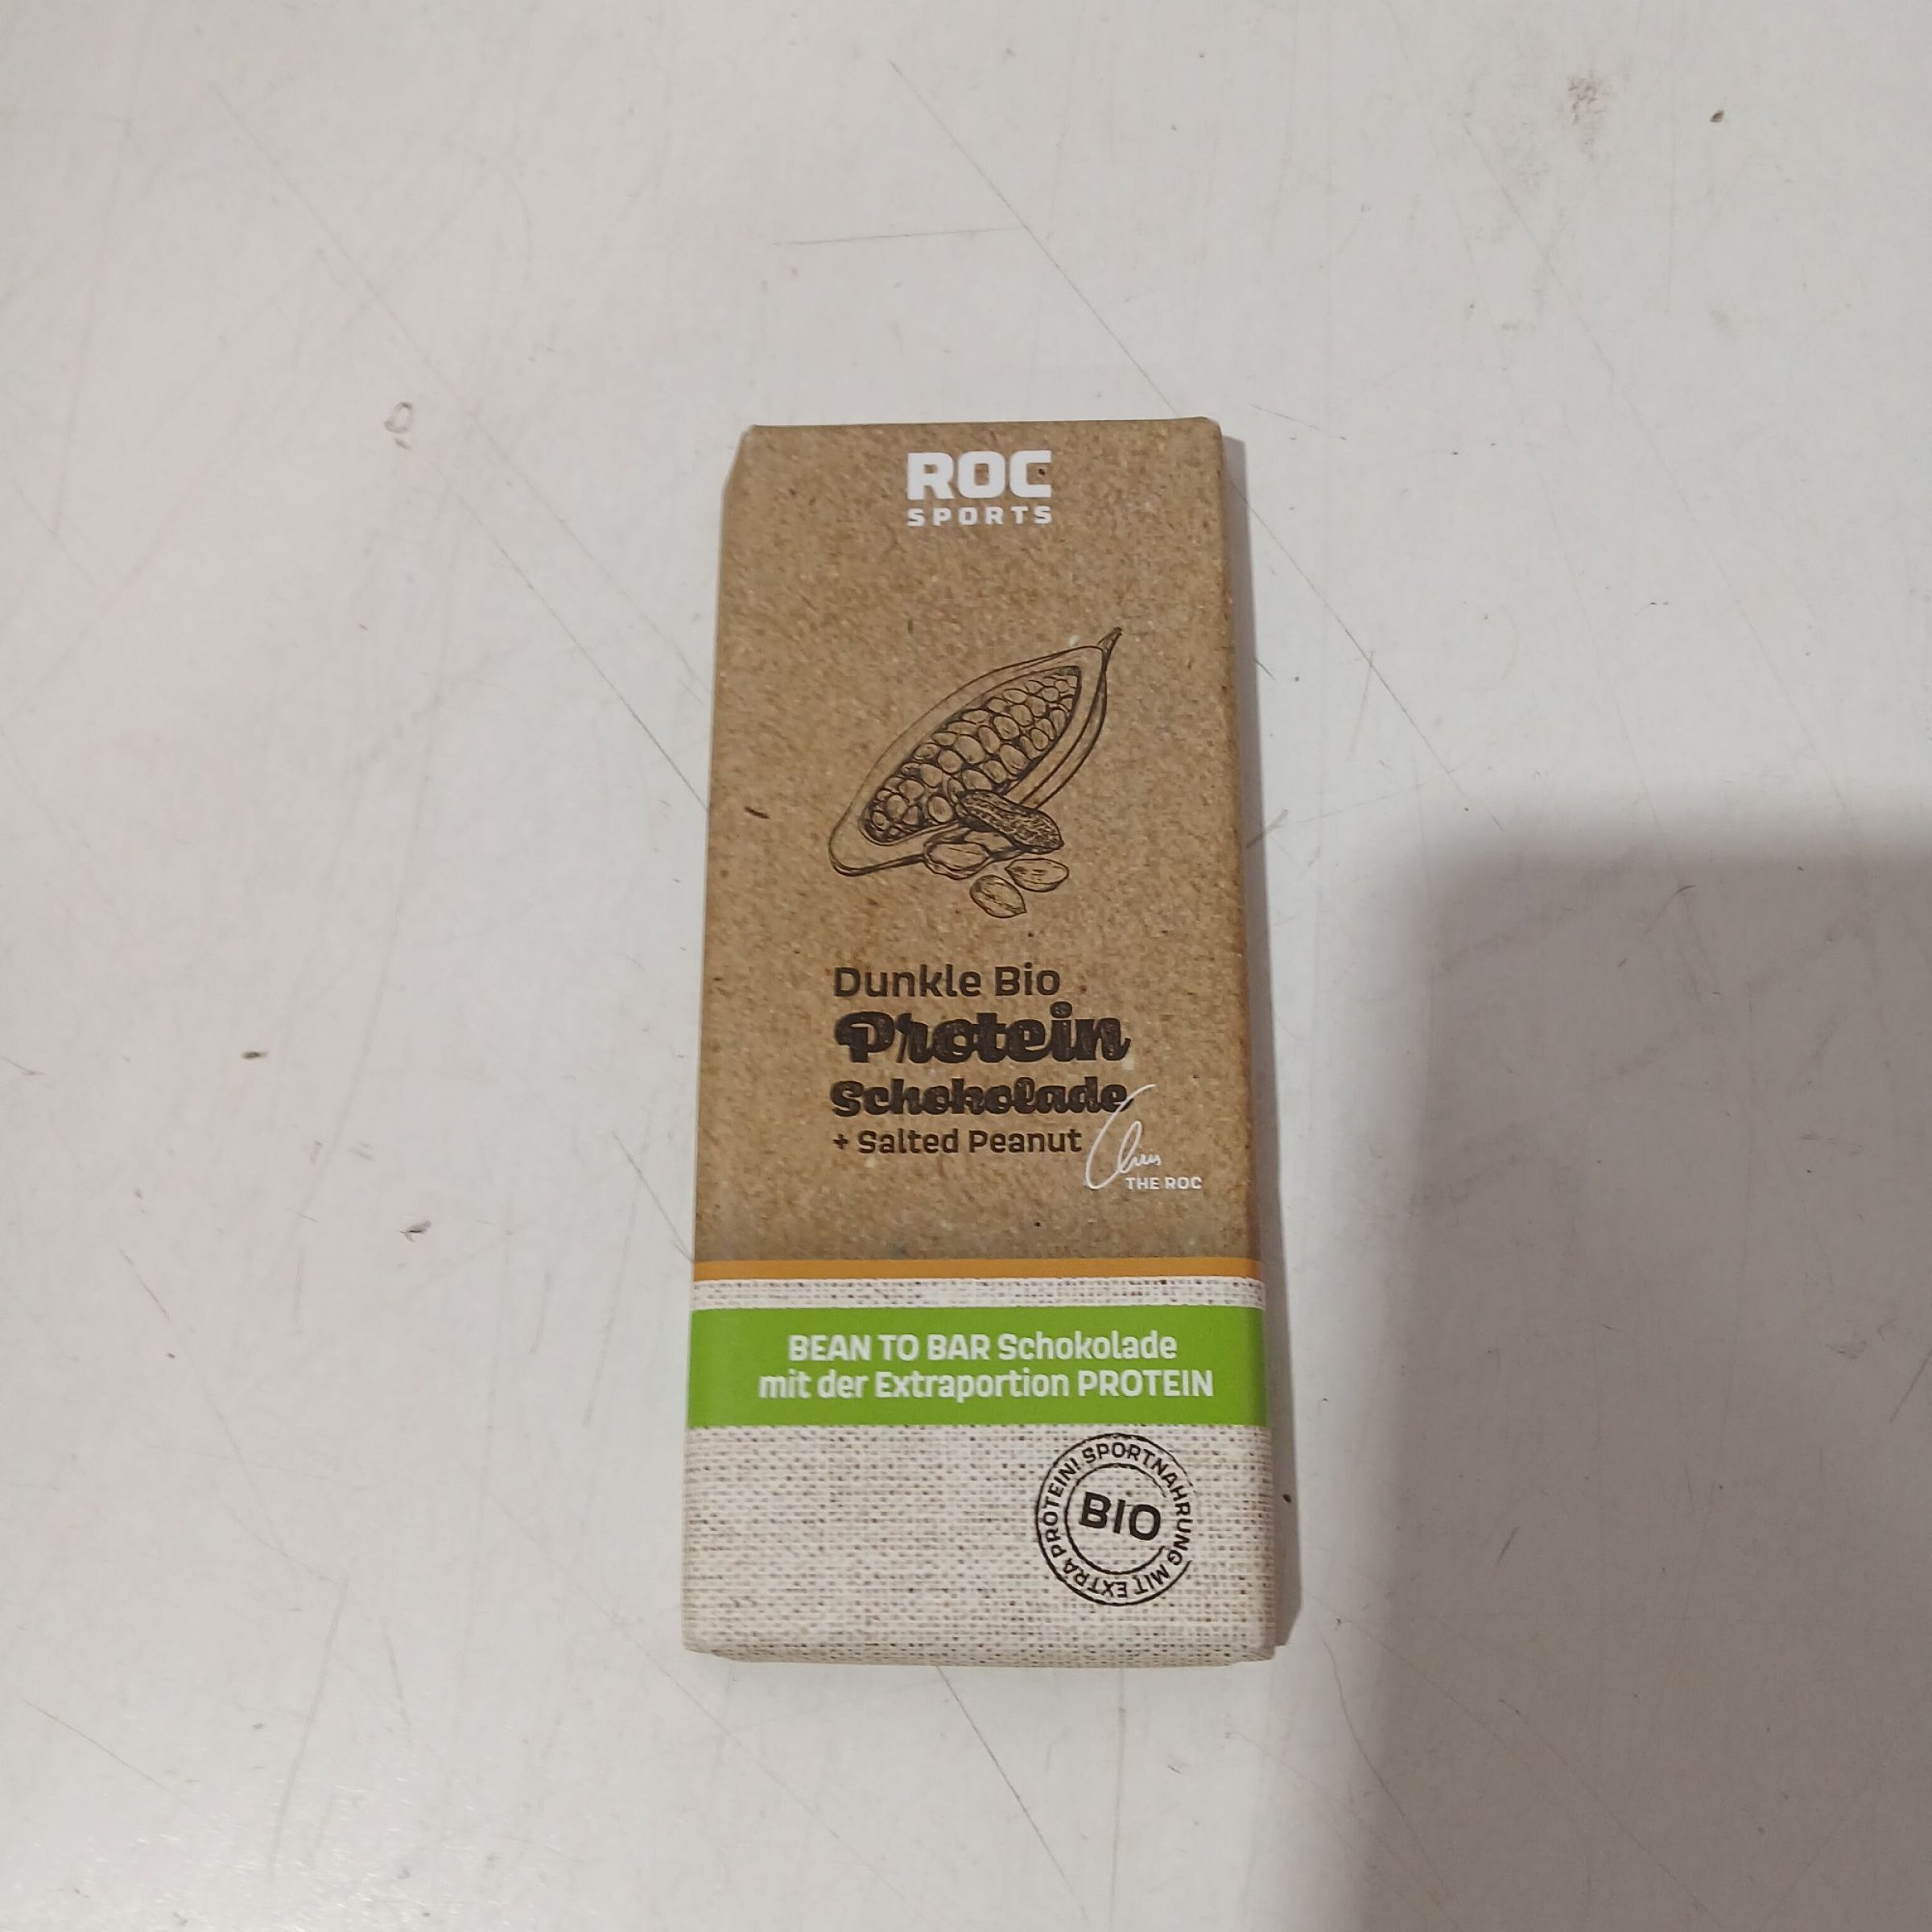 ROC
SPORTS
Dunkle Bio
Protein
Schokolade
+ Salted Peanut
Chris
THE ROC
BEAN TO BAR Schokolade
mit der Extraportion PROTEIN
SPORTNAHRUNG MIT EXTRA PROTEIN!
BIO